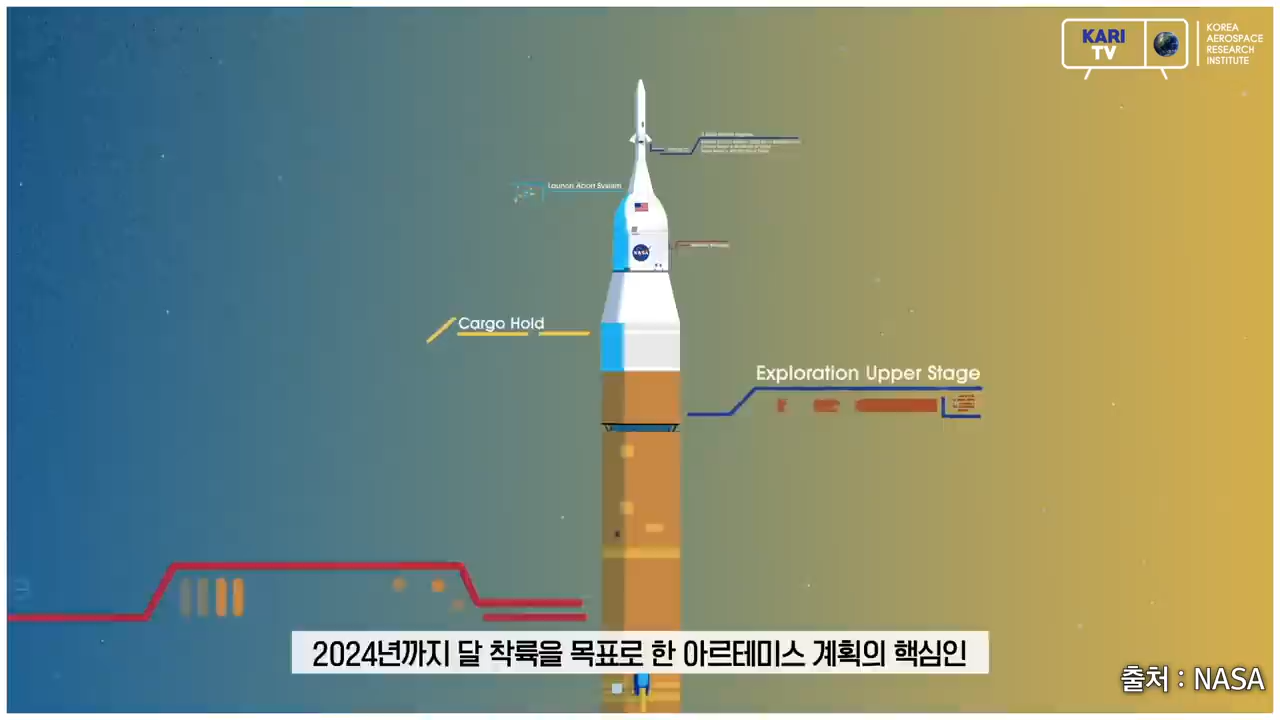 KARI
TV
KOREA
AEROSPACE
RESEARCH
INSTITUTE
Launch Abort System
NASA
Cargo Hold
Exploration Upper Stage
2024년까지 달 착륙을 목표로 한 아르테미스 계획의 핵심인
출처 : NASA